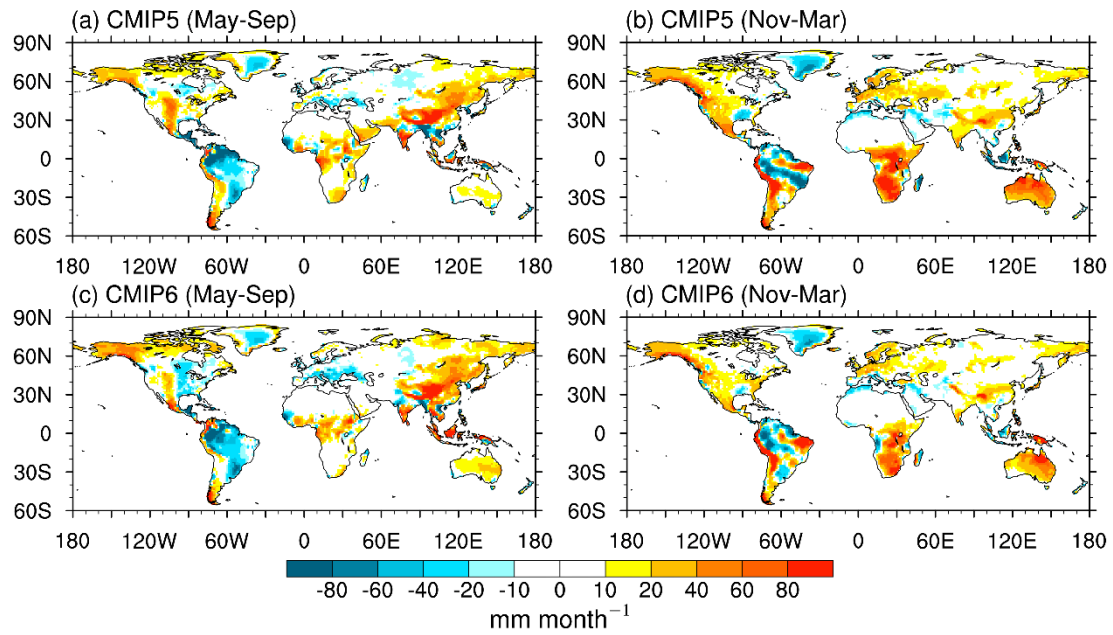 (a) CMIP5 (May-Sep)
(b) CMIP5 (Nov-Mar)
90N 90N
60N 60N
30N 30N
0 0
30S 30S
60S 60S
180 120W 60W 0 60E 120E 180 180 120W 60W 0 60E 120E 180
(c) CMIP6 (May-Sep)
(d) CMIP6 (Nov-Mar)
90N 90N
60N 60N
30N 30N
0 0
30S 30S
60S 60S
180 120W 60W 0 60E 120E 180 180 120W 60W 0 60E 120E 180
-80 -60 -40 -20 -10 0 10 20 40 60 80
mm month⁻¹